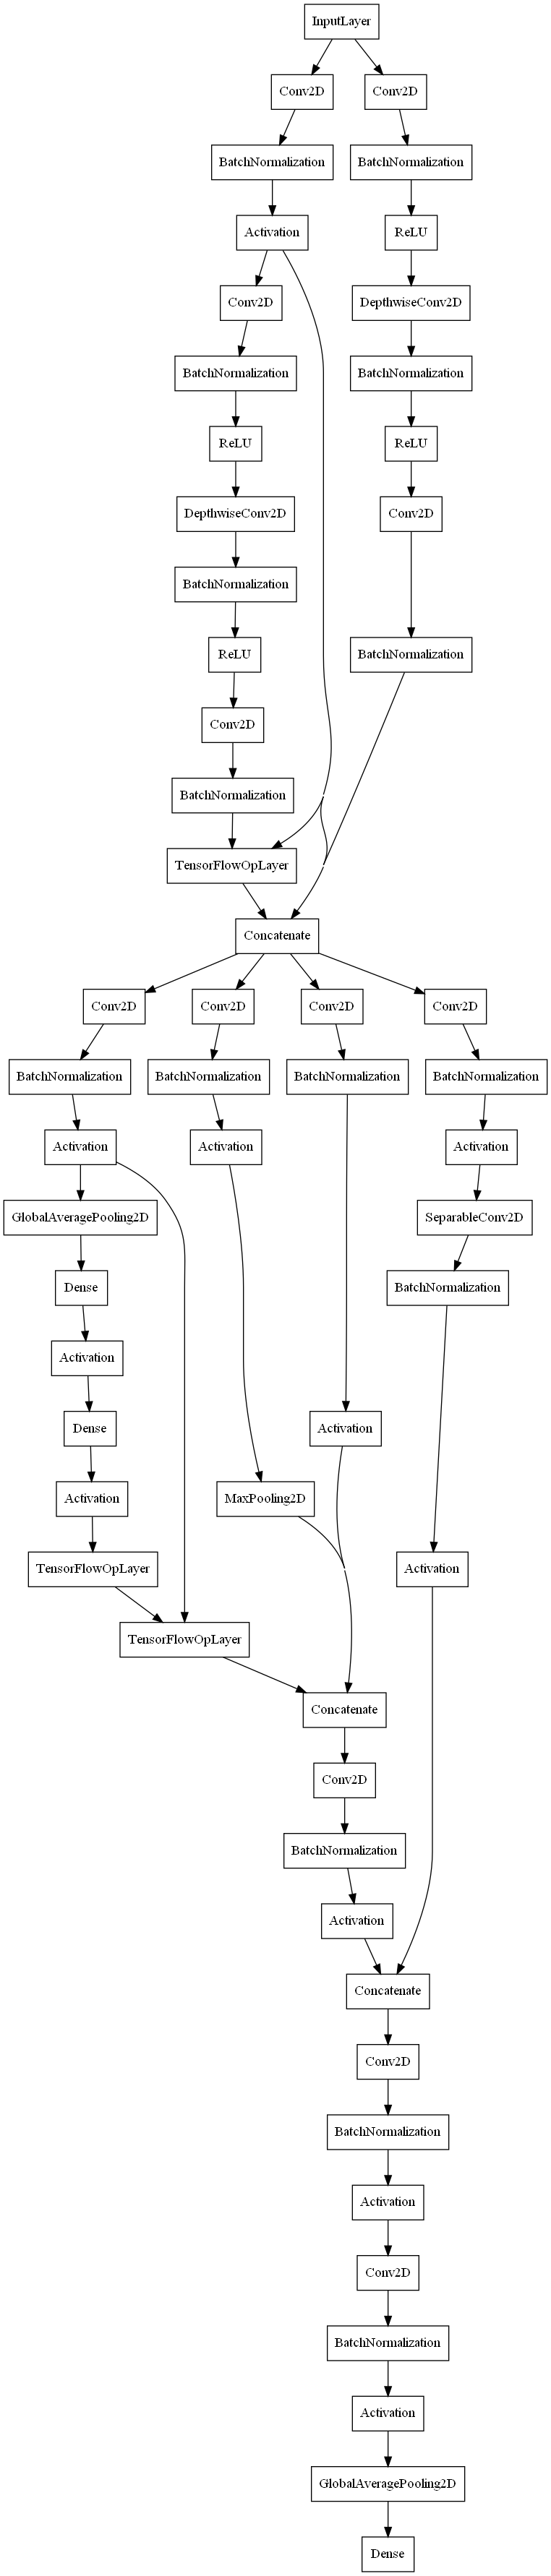 InputLayer
Conv2D
Conv2D
BatchNormalization
BatchNormalization
Activation
ReLU
Conv2D
DepthwiseConv2D
BatchNormalization
BatchNormalization
ReLU
ReLU
DepthwiseConv2D
Conv2D
BatchNormalization
ReLU
BatchNormalization
Conv2D
BatchNormalization
TensorFlowOpLayer
Concatenate
Conv2D
Conv2D
Conv2D
Conv2D
BatchNormalization
BatchNormalization
BatchNormalization
BatchNormalization
Activation
Activation
Activation
GlobalAveragePooling2D
SeparableConv2D
Dense
BatchNormalization
Activation
Dense
Activation
Activation
MaxPooling2D
TensorFlowOpLayer
Activation
TensorFlowOpLayer
Concatenate
Conv2D
BatchNormalization
Activation
Concatenate
Conv2D
BatchNormalization
Activation
Conv2D
BatchNormalization
Activation
GlobalAveragePooling2D
Dense